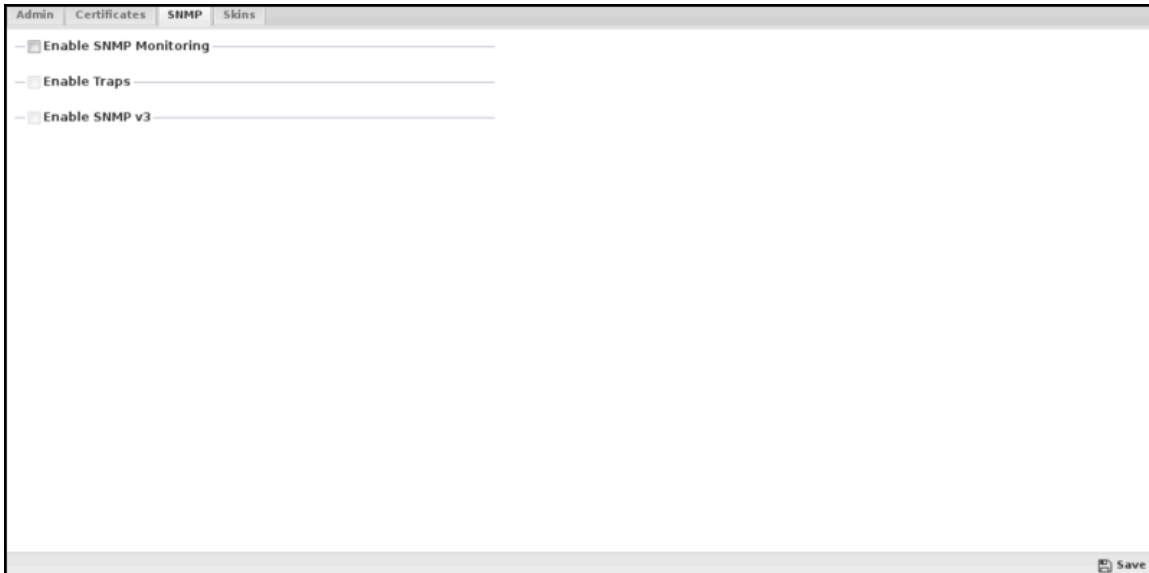 Admin Certificates SNMP Skins
Enable SNMP Monitoring
Enable Traps
Enable SNMP v3
Save